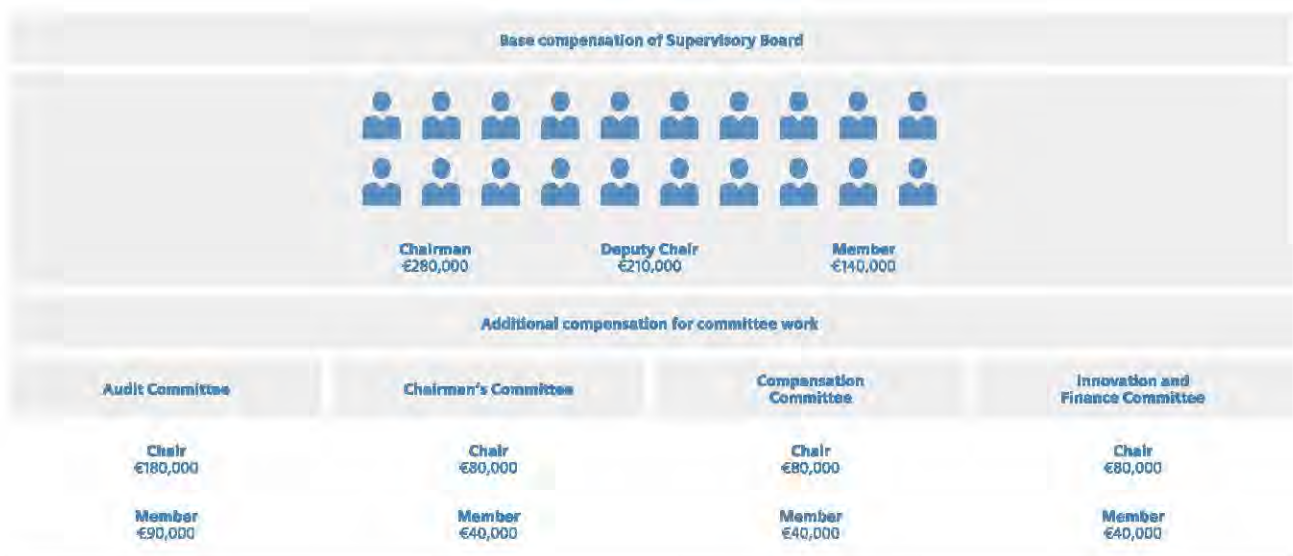 Base compensation of Supervisory Board
Chairman
€280,000
Deputy Chair
€210,000
Member
€140,000
Additional compensation for committee work
Audit Committee
Chairman's Committee
Compensation
Committee
Innovation and
Finance Committee
Chair
€180,000
Chair
€80,000
Chair
€80,000
Chair
€80,000
Member
€90,000
Member
€40,000
Member
€40,000
Member
€40,000